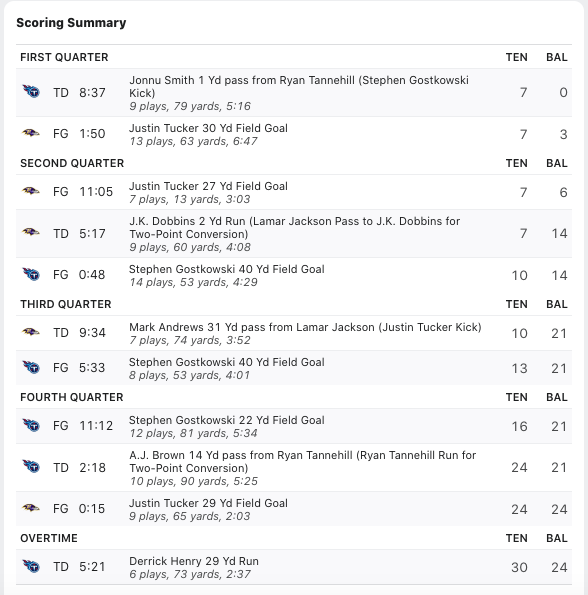 Scoring Summary
FIRST QUARTER TEN BAL
TD 8:37 Jonnu Smith 1 Yd pass from Ryan Tannehill (Stephen Gostkowski
Kick) 7 0
9 plays, 79 yards, 5:16
FG 1:50 Justin Tucker 30 Yd Field Goal 7 3
13 plays, 63 yards, 6:47
SECOND QUARTER TEN BAL
FG 11:05 Justin Tucker 27 Yd Field Goal 7 6
7 plays, 13 yards, 3:03
TD 5:17 J.K. Dobbins 2 Yd Run (Lamar Jackson Pass to J.K. Dobbins for
Two-Point Conversion) 7 14
9 plays, 60 yards, 4:08
FG 0:48 Stephen Gostkowski 40 Yd Field Goal 10 14
14 plays, 53 yards, 4:29
THIRD QUARTER TEN BAL
TD 9:34 Mark Andrews 31 Yd pass from Lamar Jackson (Justin Tucker Kick) 10 21
7 plays, 74 yards, 3:52
FG 5:33 Stephen Gostkowski 40 Yd Field Goal 13 21
8 plays, 53 yards, 4:01
FOURTH QUARTER TEN BAL
FG 11:12 Stephen Gostkowski 22 Yd Field Goal 16 21
12 plays, 81 yards, 5:34
TD 2:18 A.J. Brown 14 Yd pass from Ryan Tannehill (Ryan Tannehill Run for
Two-Point Conversion) 24 21
10 plays, 90 yards, 5:25
FG 0:15 Justin Tucker 29 Yd Field Goal 24 24
9 plays, 65 yards, 2:03
OVERTIME TEN BAL
TD 5:21 Derrick Henry 29 Yd Run 30 24
6 plays, 73 yards, 2:37